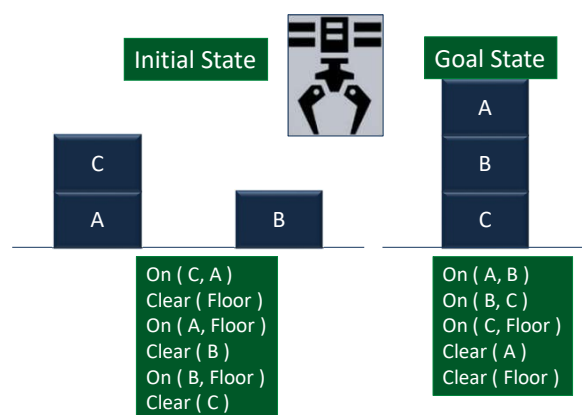 Initial State
Goal State
C
A
B
A
B
C
On ( C, A )
Clear ( Floor )
On ( A, Floor )
Clear ( B )
On ( B, Floor )
Clear ( C )
On ( A, B )
On ( B, C )
On ( C, Floor )
Clear ( A )
Clear ( Floor )